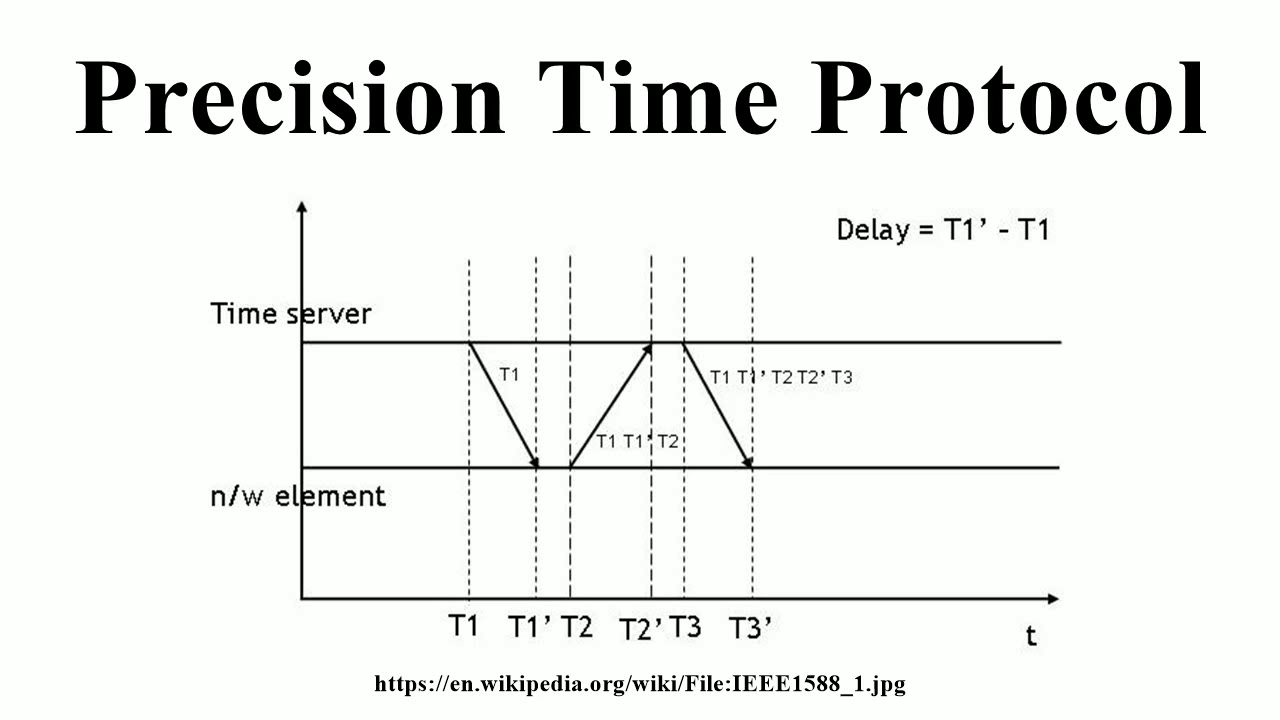 Precision Time Protocol
Delay = T1’ - T1
Time server
T1
T1 T1’ T2 T2’ T3
T1 T1’ T2
n/w element
T1 T1’ T2 T2’ T3 T3’
t
https://en.wikipedia.org/wiki/File:IEEE1588_1.jpg